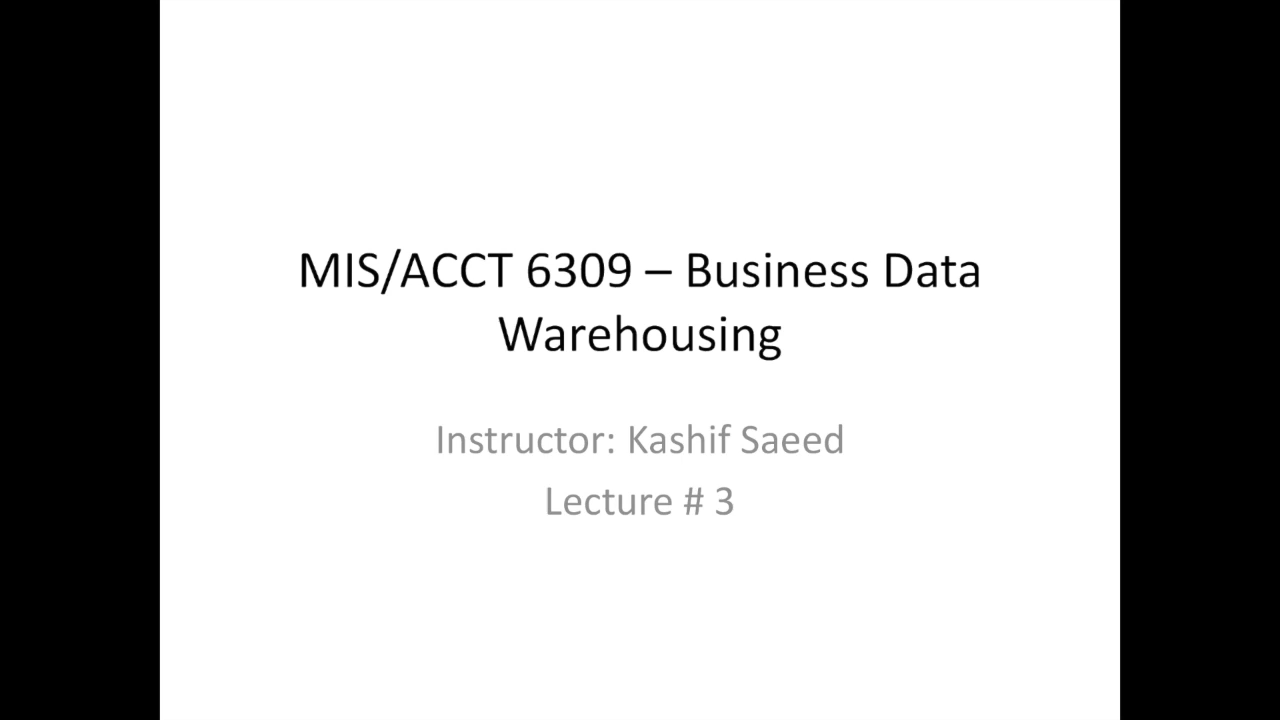 MIS/ACCT 6309 – Business Data
Warehousing
Instructor: Kashif Saeed
Lecture # 3